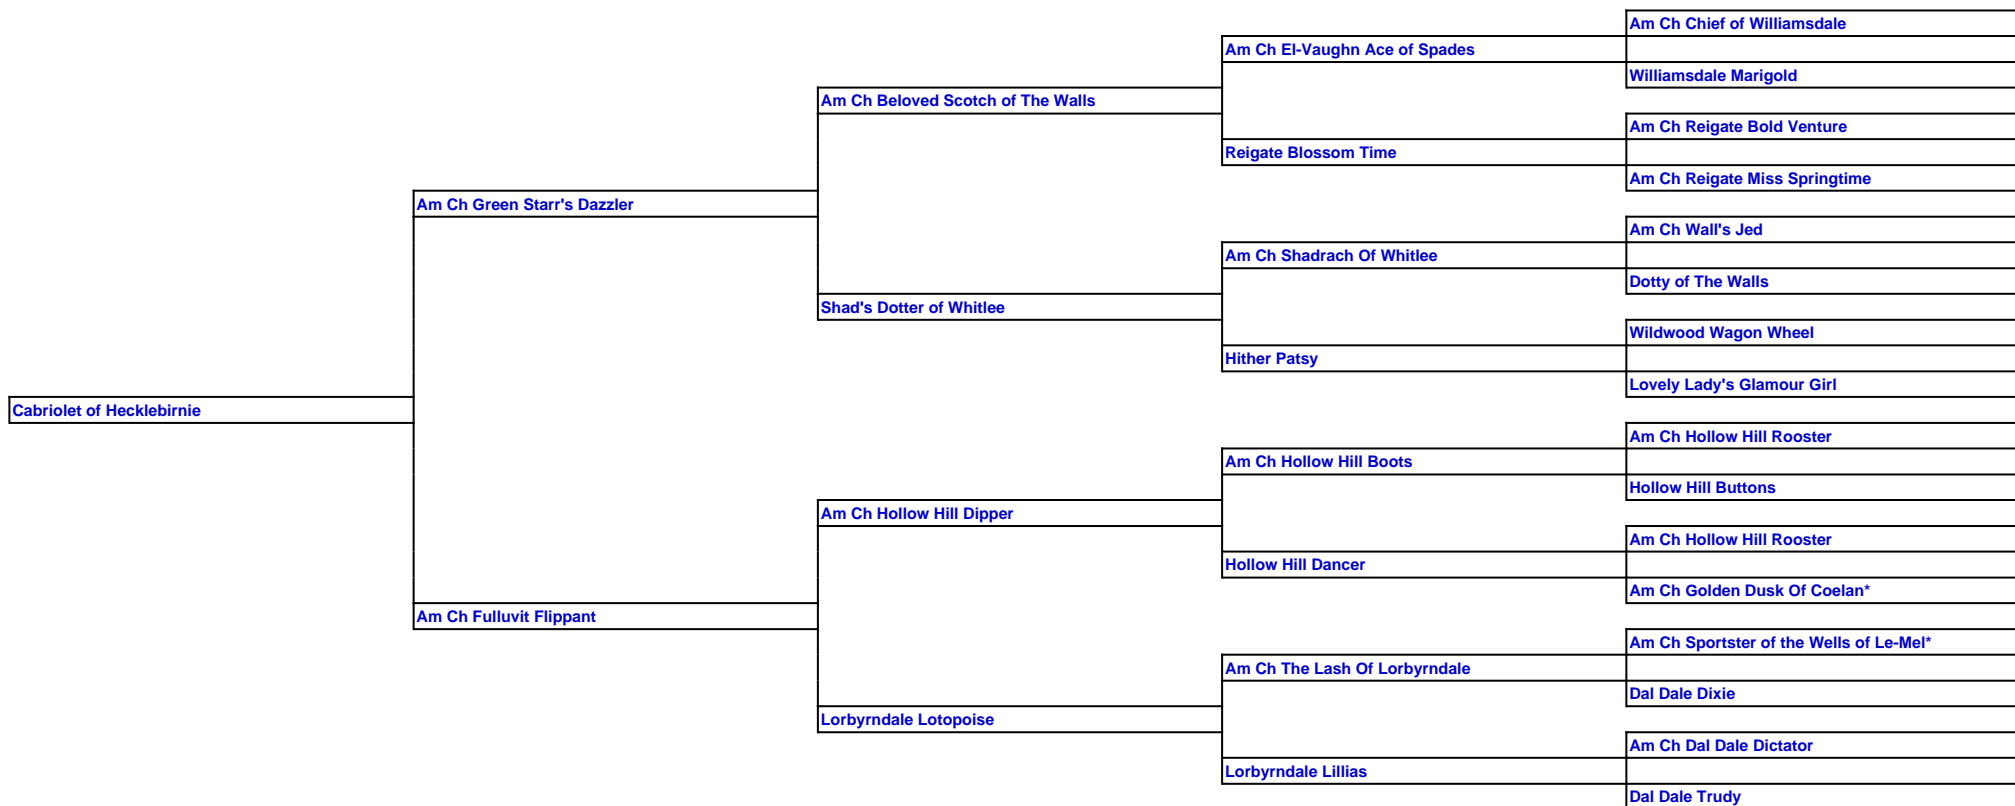 Am Ch Chief of Williamsdale
Am Ch El-Vaughn Ace of Spades
Williamsdale Marigold
Am Ch Beloved Scotch of The Walls
Am Ch Reigate Bold Venture
Reigate Blossom Time
Am Ch Reigate Miss Springtime
Am Ch Green Starr's Dazzler
Am Ch Wall's Jed
Am Ch Shadrach Of Whitlee
Dotty of The Walls
Shad's Dotter of Whitlee
Wildwood Wagon Wheel
Hither Patsy
Lovely Lady's Glamour Girl
Cabriolet of Hecklebirnie
Am Ch Hollow Hill Rooster
Am Ch Hollow Hill Boots
Hollow Hill Buttons
Am Ch Hollow Hill Dipper
Am Ch Hollow Hill Rooster
Hollow Hill Dancer
Am Ch Golden Dusk Of Coelan*
Am Ch Fulluvit Flippant
Am Ch Sportster of the Wells of Le-Mel*
Am Ch The Lash Of Lorbyrndale
Dal Dale Dixie
Lorbyrndale Lotopoise
Am Ch Dal Dale Dictator
Lorbyrndale Lillias
Dal Dale Trudy